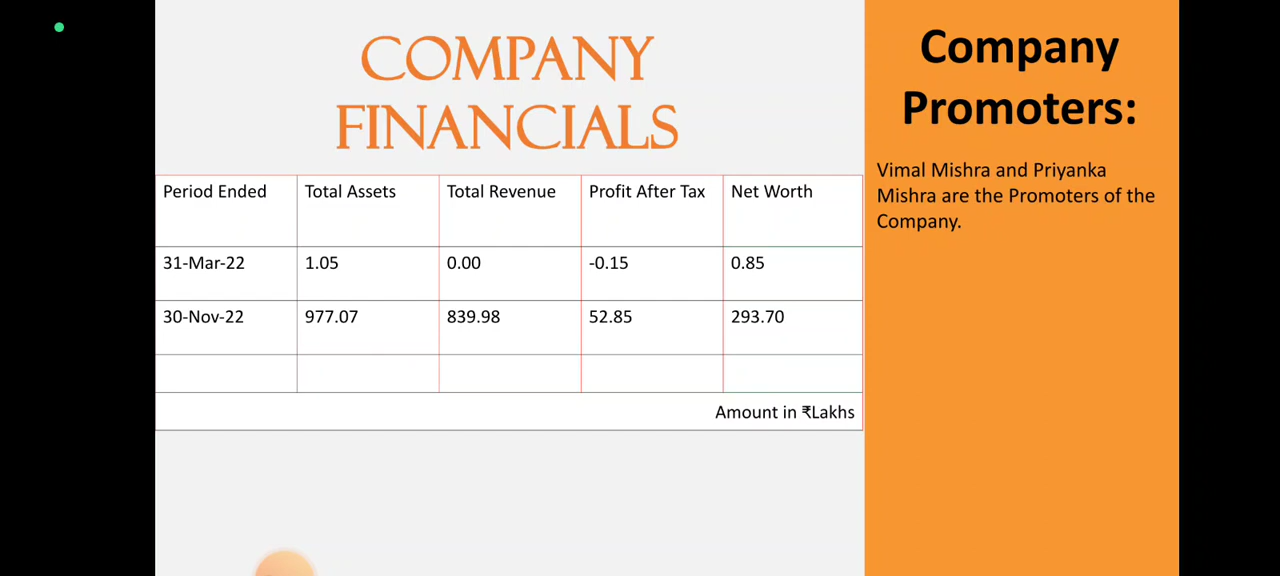 COMPANY
FINANCIALS
Period Ended Total Assets Total Revenue Profit After Tax Net Worth
31-Mar-22 1.05 0.00 -0.15 0.85
30-Nov-22 977.07 839.98 52.85 293.70
Amount in ₹Lakhs
Company
Promoters:
Vimal Mishra and Priyanka
Mishra are the Promoters of the
Company.